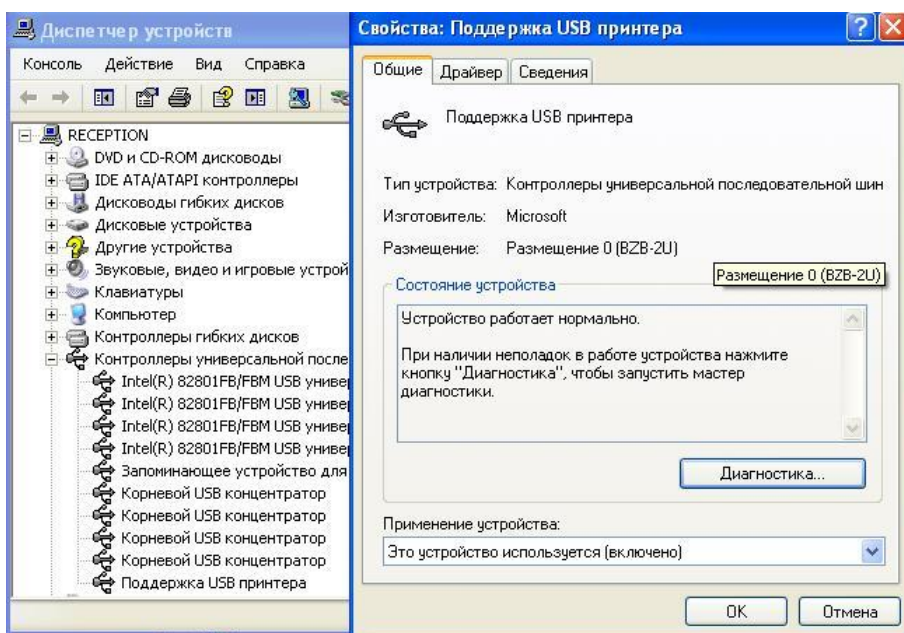 Диспетчер устройств
Консоль Действие Вид Справка
RECEPTION
DVD и CD-ROM дисководы
IDE ATA/ATAPI контроллеры
Дисководы гибких дисков
Дисковые устройства
Другие устройства
Звуковые, видео и игровые устрой
Клавиатуры
Компьютер
Контроллеры гибких дисков
Контроллеры универсальной после
Intel(R) 82801FB/FBM USB универ
Intel(R) 82801FB/FBM USB универ
Intel(R) 82801FB/FBM USB универ
Intel(R) 82801FB/FBM USB универ
Запоминающее устройство для
Корневой USB концентратор
Корневой USB концентратор
Корневой USB концентратор
Корневой USB концентратор
Поддержка USB принтера
Свойства: Поддержка USB принтера
Общие Драйвер Сведения
Поддержка USB принтера
Тип устройства: Контроллеры универсальной последовательной шин
Изготовитель: Microsoft
Размещение: Размещение 0 (BZB-2U)
Размещение 0 (BZB-2U)
Состояние устройства
Устройство работает нормально.
При наличии неполадок в работе устройства нажмите
кнопку "Диагностика", чтобы запустить мастер
диагностики.
Диагностика...
Применение устройства:
Это устройство используется (включено)
OK Отмена